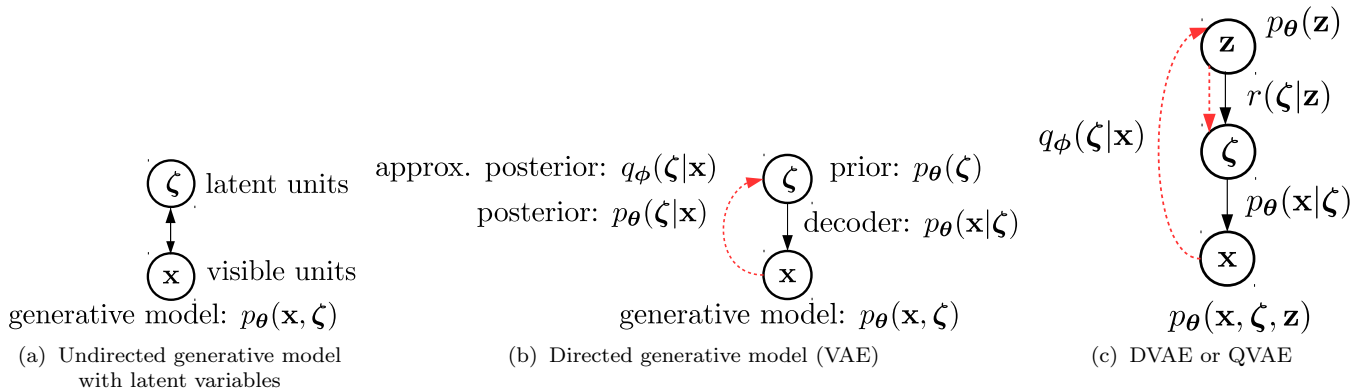 ζ latent units
x visible units
generative model: pθ(x, ζ)
(a) Undirected generative model
with latent variables
approx. posterior: qϕ(ζ|x)
posterior: pθ(ζ|x)
ζ
prior: pθ(ζ)
decoder: pθ(x|ζ)
x
generative model: pθ(x, ζ)
(b) Directed generative model (VAE)
z
pθ(z)
r(ζ|z)
qϕ(ζ|x)
ζ
pθ(x|ζ)
x
pθ(x, ζ, z)
(c) DVAE or QVAE